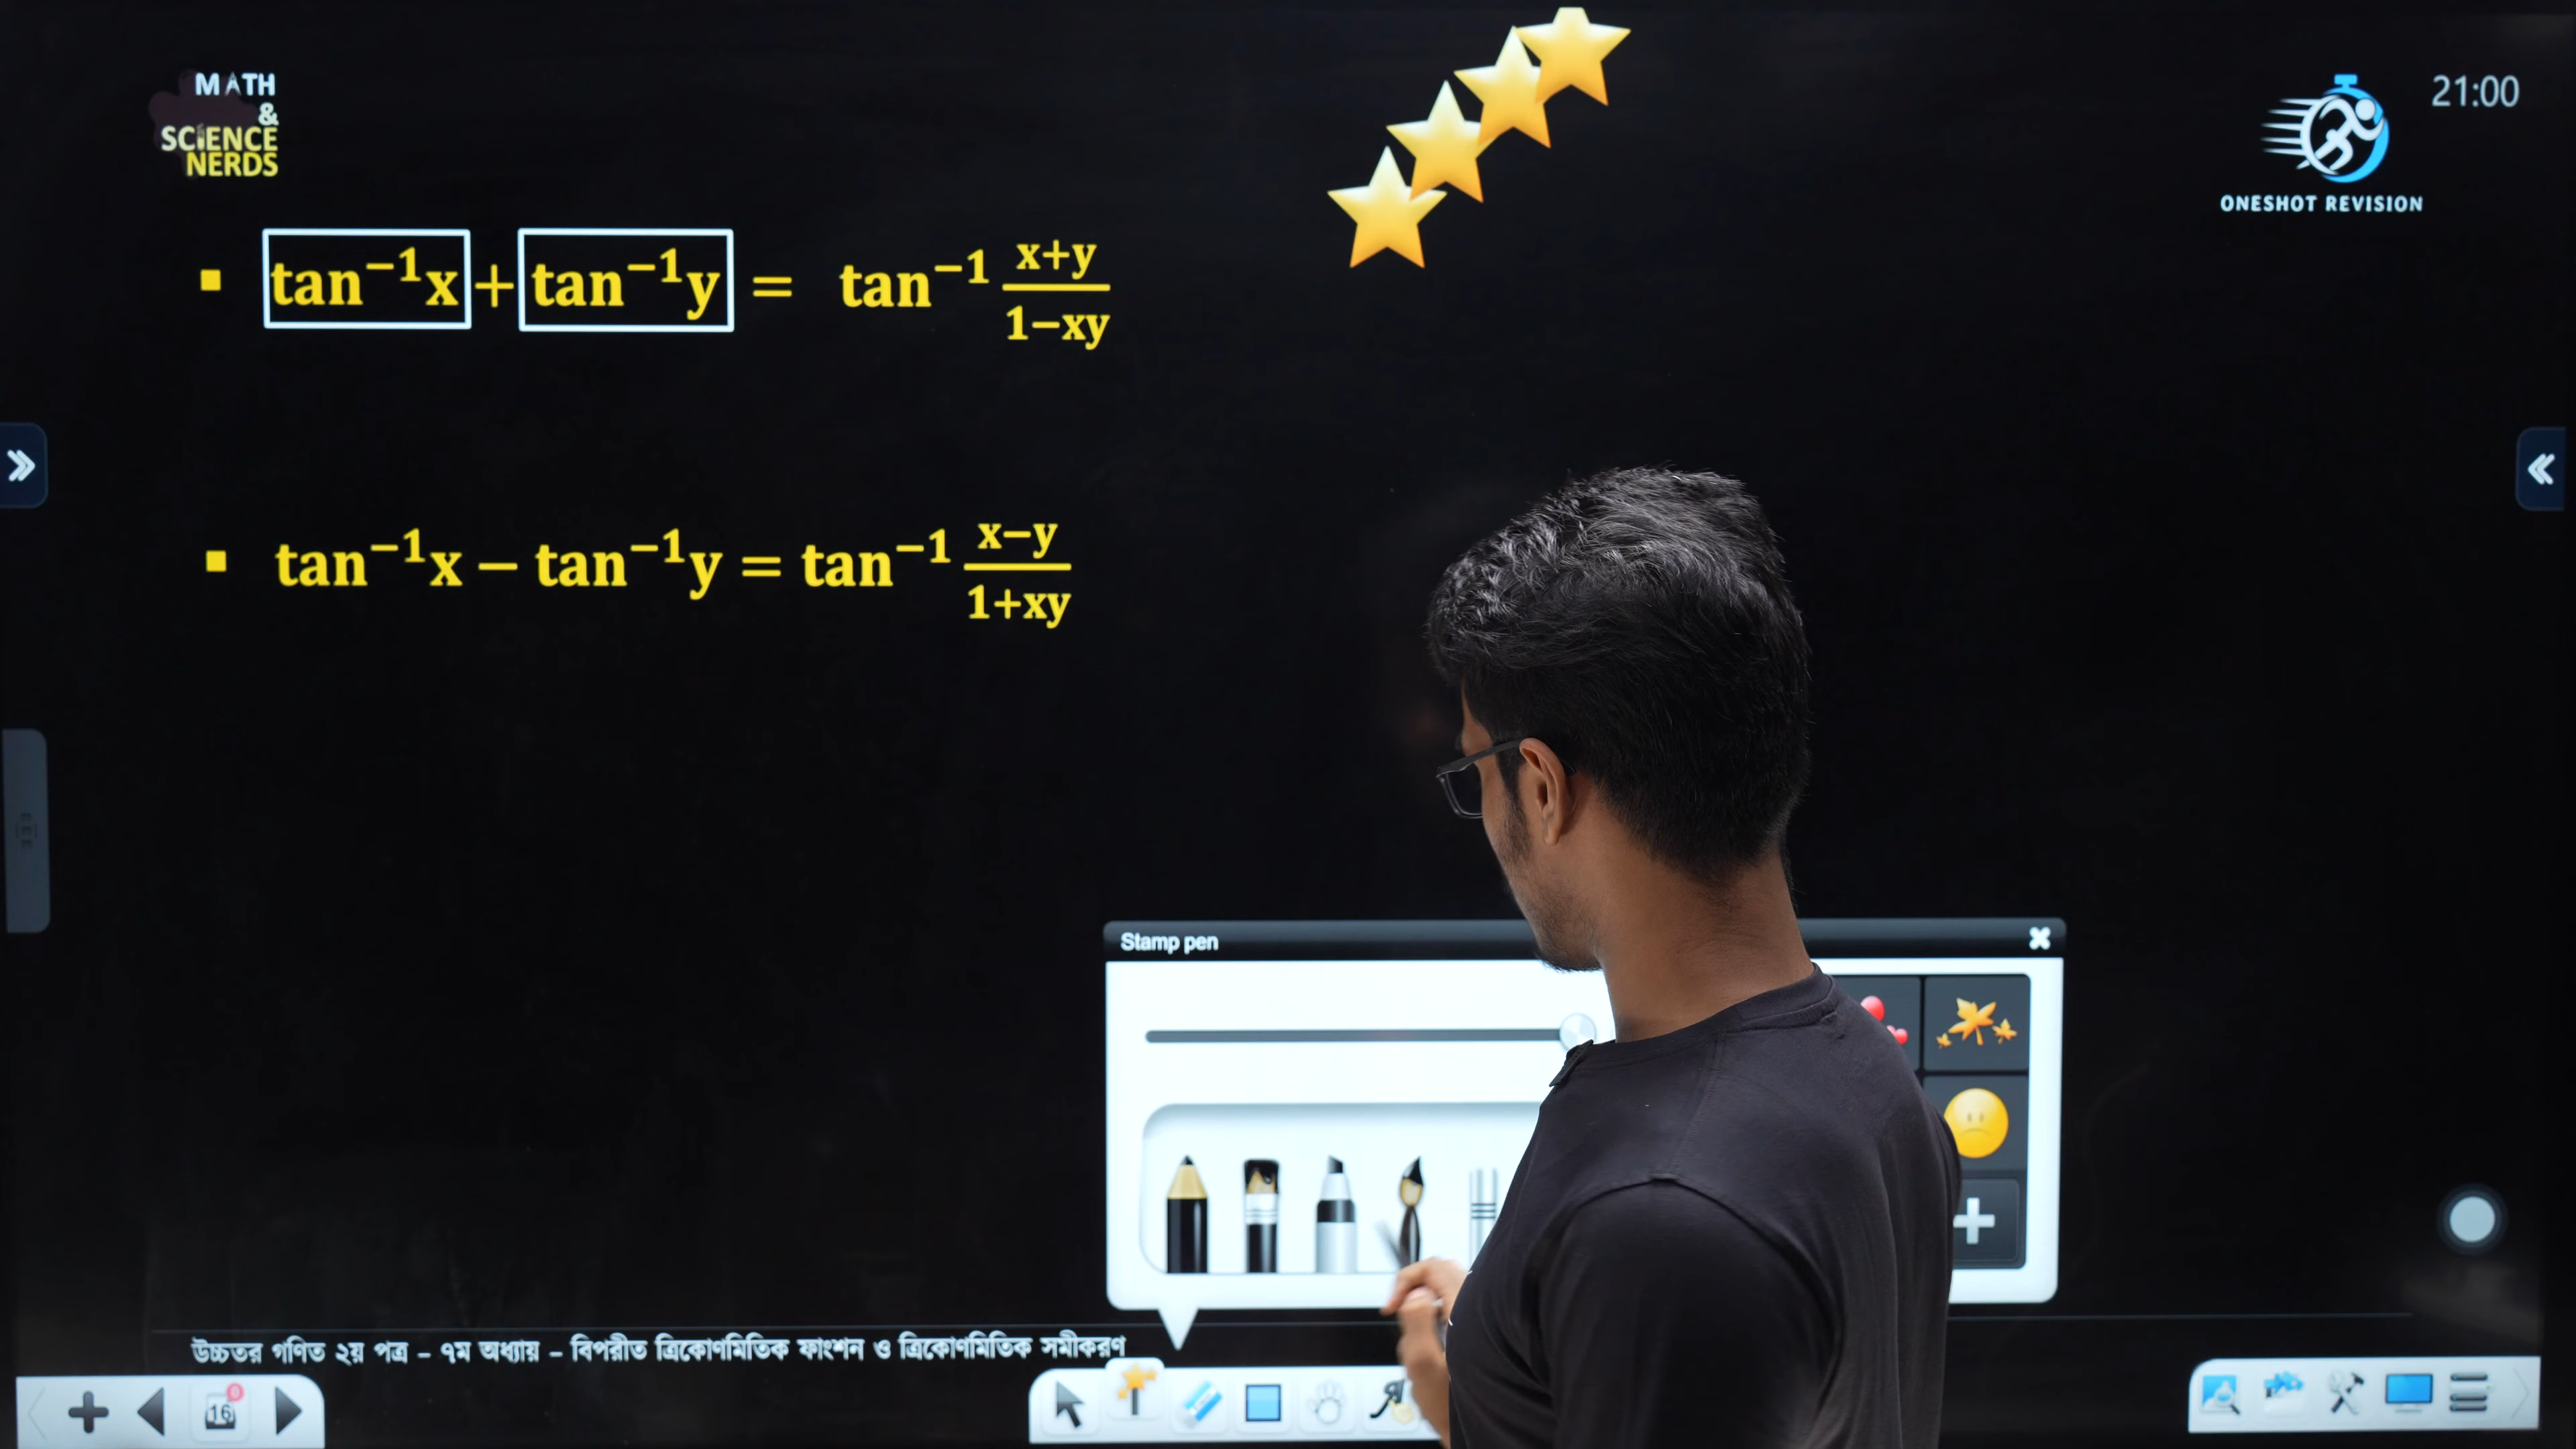 MATH
&
SCiENCE
NERDS
21:00
ONESHOT REVISION
▪ tan⁻¹x + tan⁻¹y = tan⁻¹ (x+y)/(1−xy)
▪ tan⁻¹x − tan⁻¹y = tan⁻¹ (x−y)/(1+xy)
Stamp pen
উচ্চতর গণিত ২য় পত্র – ৭ম অধ্যায় – বিপরীত ত্রিকোণমিতিক ফাংশন ও ত্রিকোণমিতিক সমীকরণ
0
16